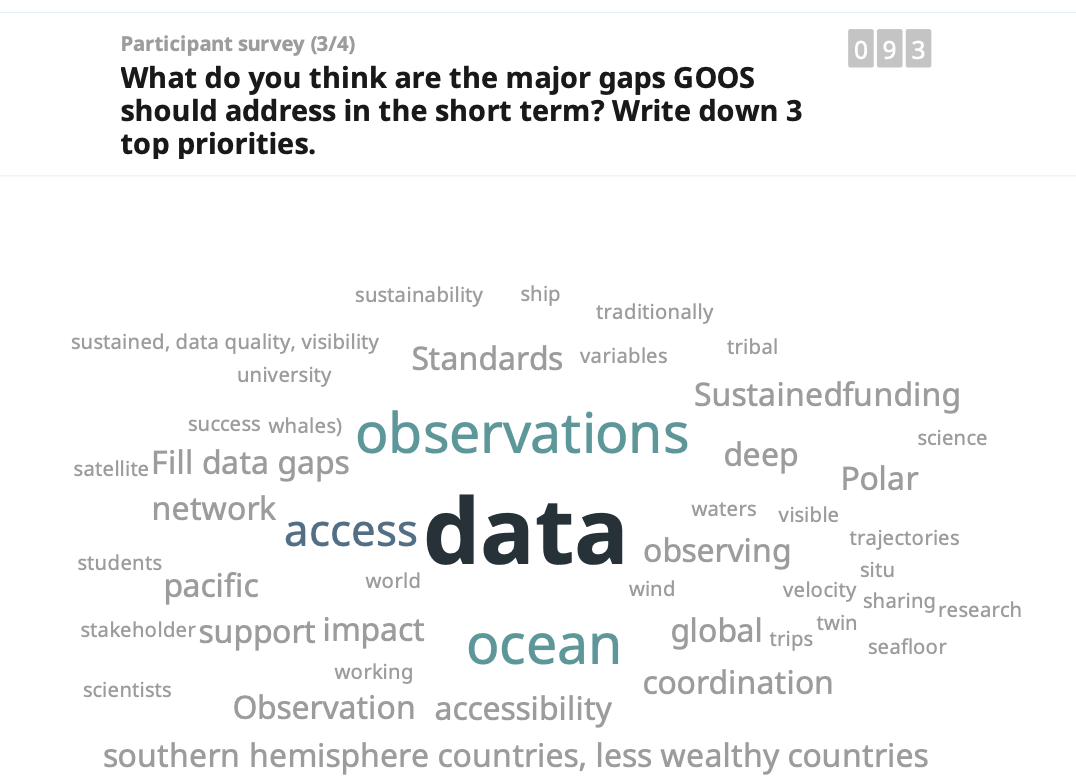 Participant survey (3/4)
0 9 3
What do you think are the major gaps GOOS
should address in the short term? Write down 3
top priorities.
sustainability ship
traditionally
sustained, data quality, visibility
Standards variables tribal
university
Sustainedfunding
success whales) observations science
satellite Fill data gaps deep
Polar
network waters visible
access data trajectories
observing
students situ
pacific world wind velocity sharing research
stakeholder support impact ocean global trips twin
seafloor
working
scientists coordination
Observation accessibility
southern hemisphere countries, less wealthy countries